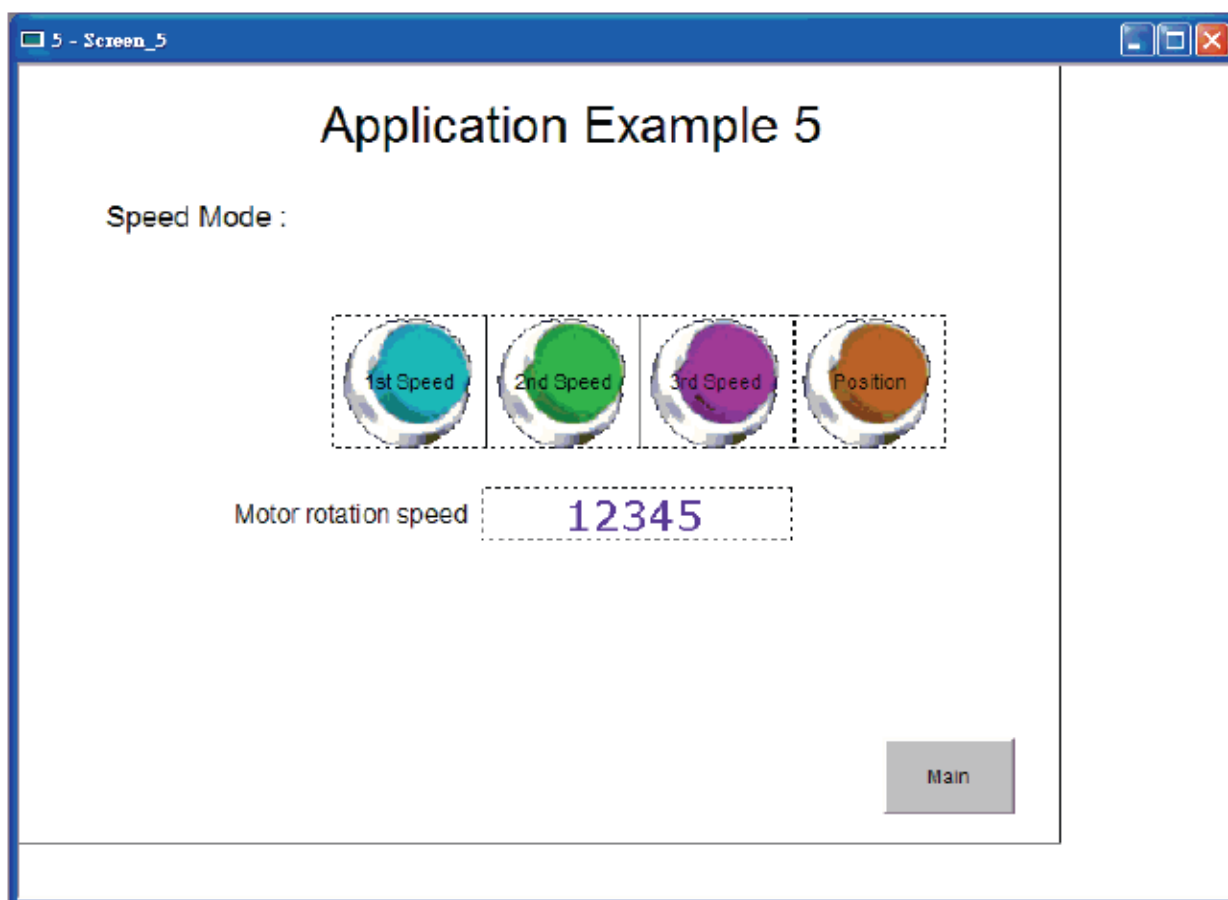 5 - Screen_5
Application Example 5
Speed Mode :
1st Speed 2nd Speed 3rd Speed Position
Motor rotation speed 12345
Main